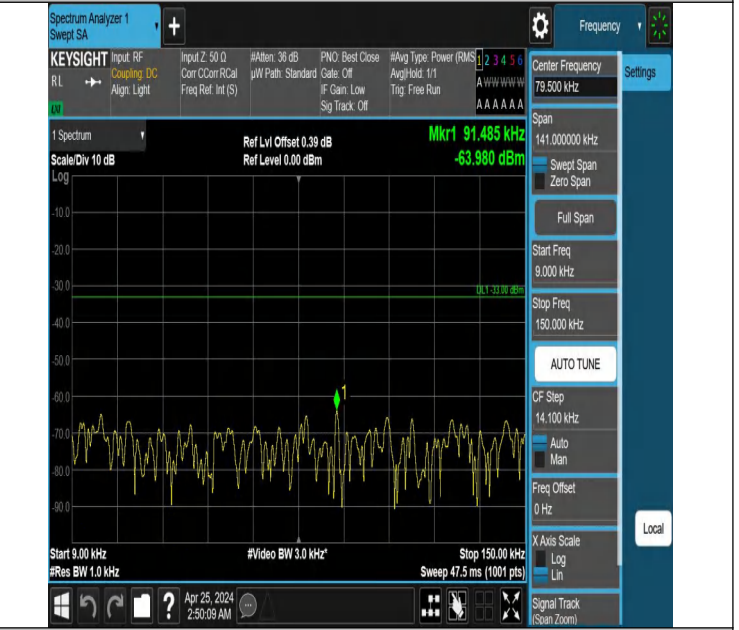 Spectrum Analyzer 1
Swept SA
+
Frequency
KEYSIGHT
RL
Input: RF
Coupling: DC
Align: Light
Input Z: 50 Ω
Corr CCorr RCal
Freq Ref: Int (S)
#Atten: 36 dB
µW Path: Standard
PNO: Best Close
Gate: Off
IF Gain: Low
Sig Track: Off
#Avg Type: Power (RMS
Avg|Hold: 1/1
Trig: Free Run
1 2 3 4 5 6
A W W W W W
A A A A A A
1 Spectrum
Scale/Div 10 dB
Log
Ref Lvl Offset 0.39 dB
Ref Level 0.00 dBm
Mkr1 91.485 kHz
-63.980 dBm
-10.0
-20.0
-30.0
DL1 -33.00 dBm
-40.0
-50.0
-60.0
1
-70.0
-80.0
-90.0
Start 9.00 kHz
#Video BW 3.0 kHz*
Stop 150.00 kHz
#Res BW 1.0 kHz
Sweep 47.5 ms (1001 pts)
Center Frequency
79.500 kHz
Settings
Span
141.000000 kHz
Swept Span
Zero Span
Full Span
Start Freq
9.000 kHz
Stop Freq
150.000 kHz
AUTO TUNE
CF Step
14.100 kHz
Auto
Man
Freq Offset
0 Hz
X Axis Scale
Log
Lin
Local
Signal Track
(Span Zoom)
?
Apr 25, 2024
2:50:09 AM